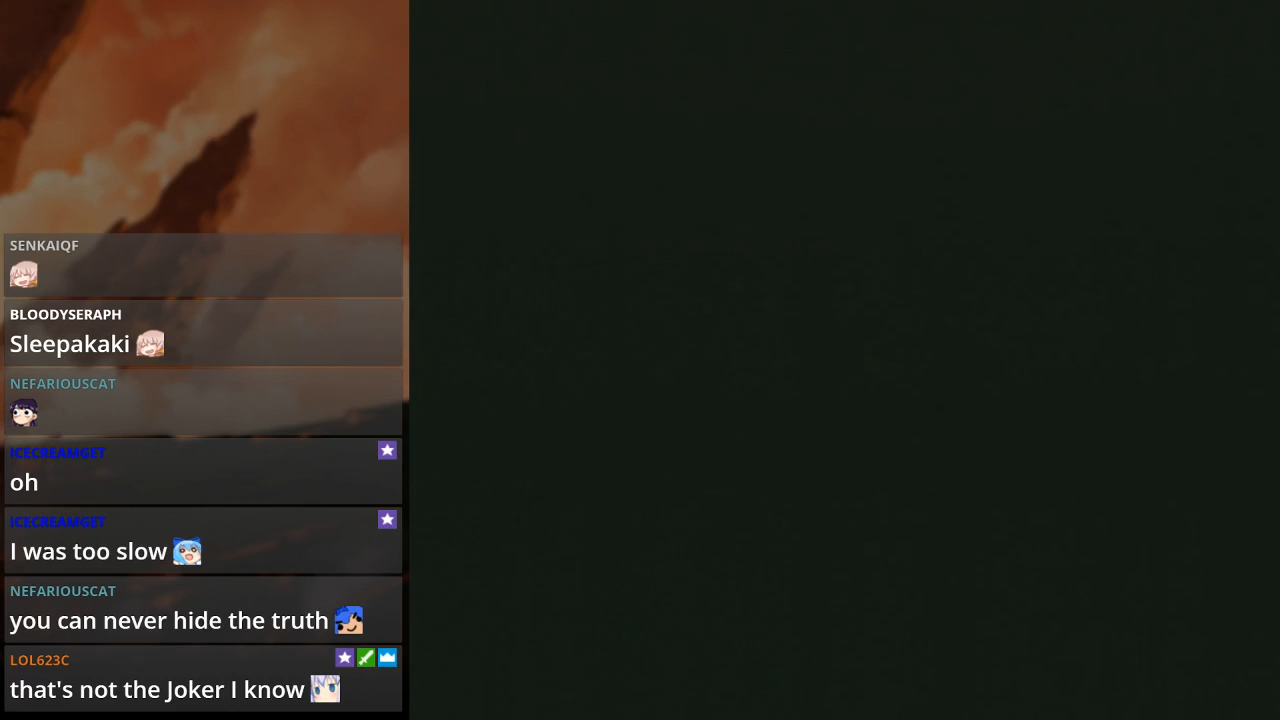 SENKAIQF
BLOODYSERAPH
Sleepakaki
NEFARIOUSCAT
ICECREAMGET
oh
ICECREAMGET
I was too slow
NEFARIOUSCAT
you can never hide the truth
LOL623C
that's not the Joker I know